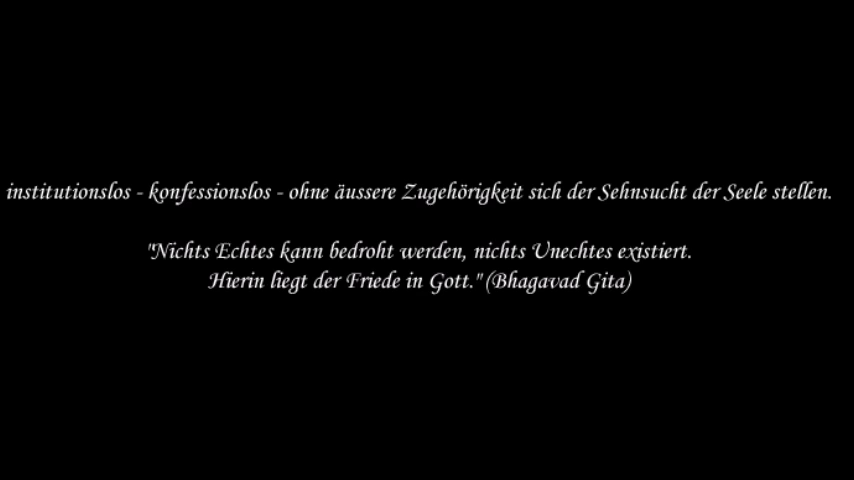 institutionslos - konfessionslos - ohne äussere Zugehörigkeit sich der Sehnsucht der Seele stellen.
"Nichts Echtes kann bedroht werden, nichts Unechtes existiert.
Hierin liegt der Friede in Gott." (Bhagavad Gita)